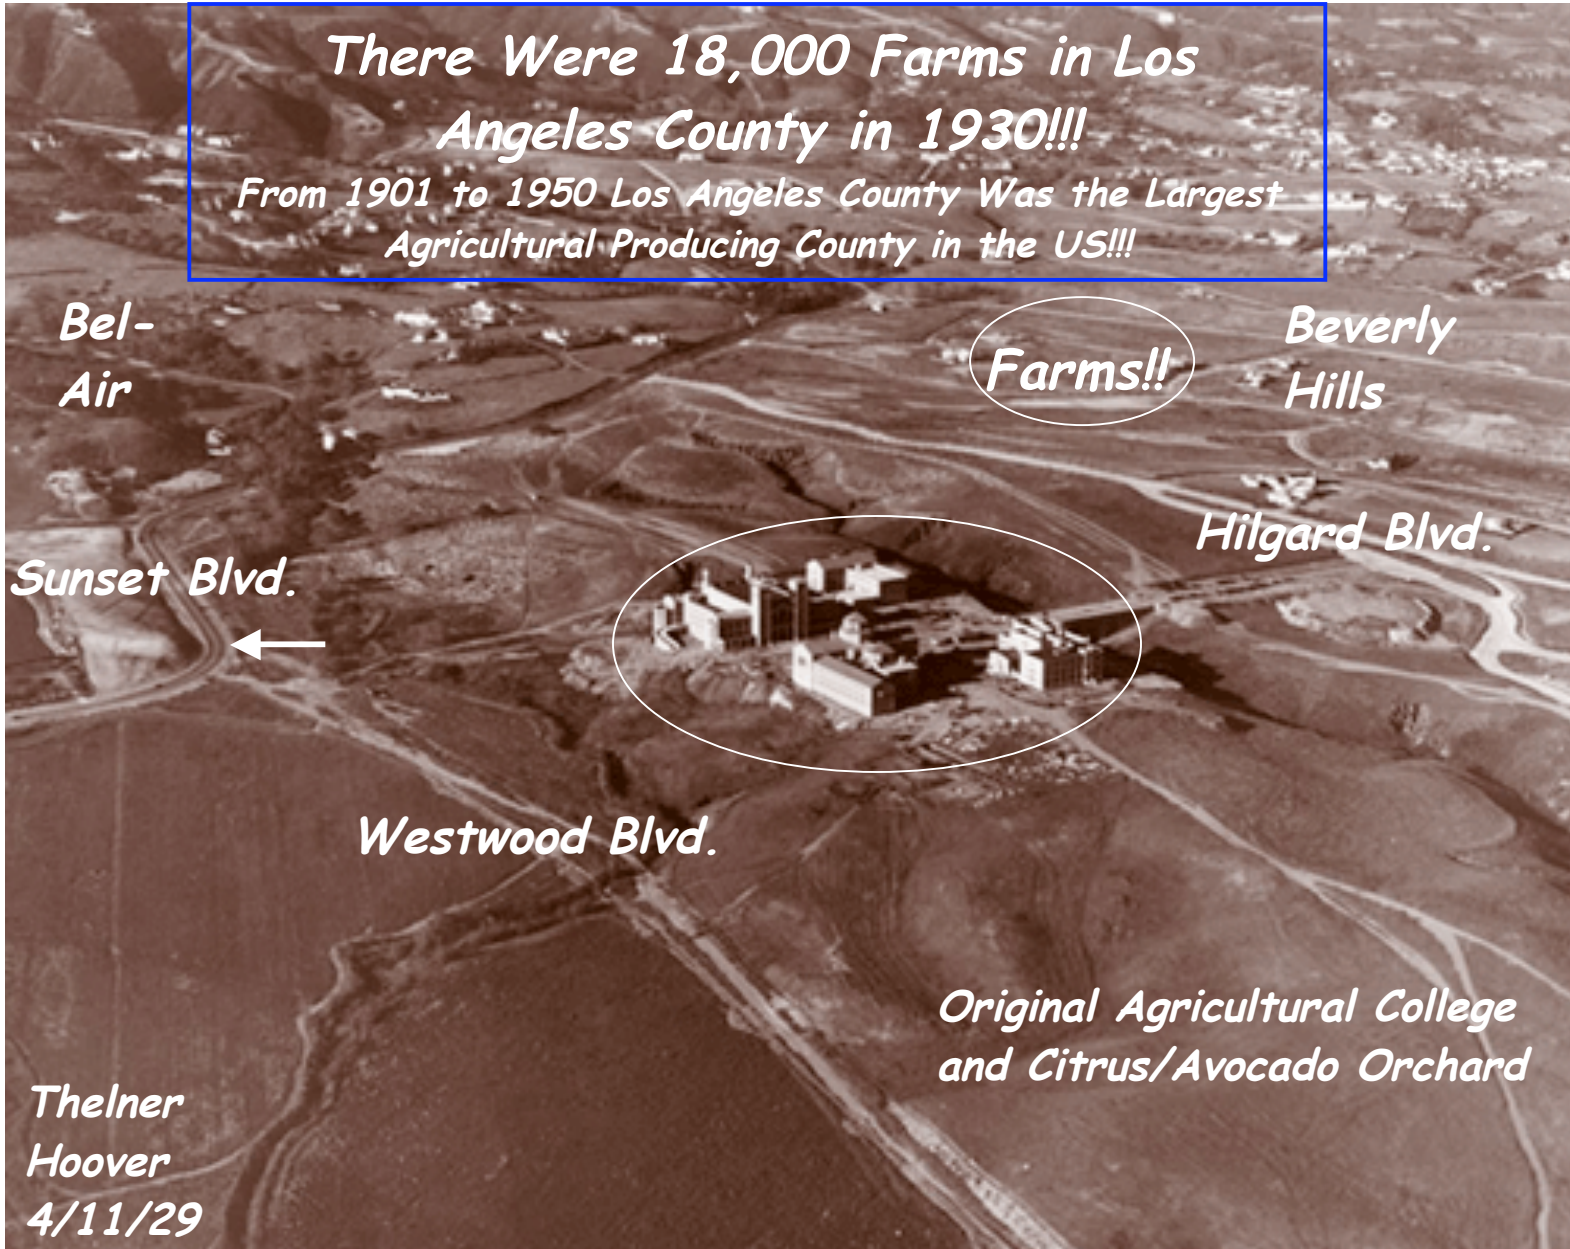 There Were 18,000 Farms in Los
Angeles County in 1930!!!
From 1901 to 1950 Los Angeles County Was the Largest
Agricultural Producing County in the US!!!
Bel-
Air
Farms!!
Beverly
Hills
Hilgard Blvd.
Sunset Blvd.
Westwood Blvd.
Original Agricultural College
and Citrus/Avocado Orchard
Thelner
Hoover
4/11/29